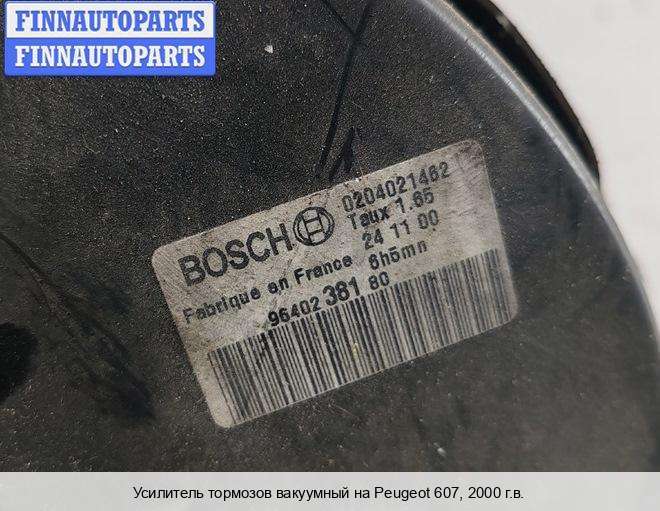 FINNAUTOPARTS
FINNAUTOPARTS
BOSCH 0204021462
Taux 1.65
Fabrique en France 24 11 00
96402 381 80 6h5mn
Усилитель тормозов вакуумный на Peugeot 607, 2000 г.в.